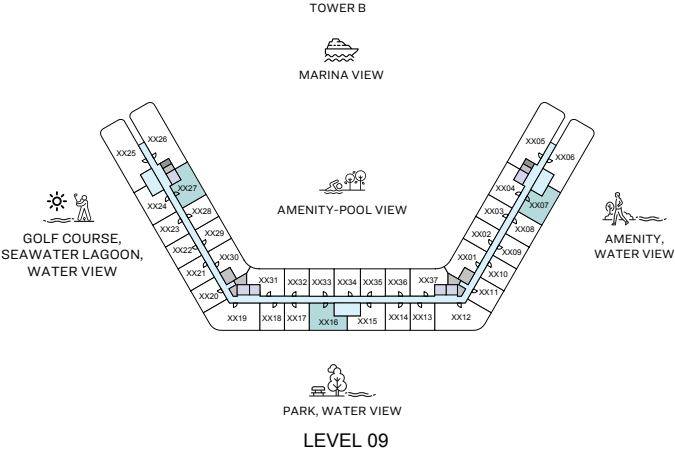 TOWER B
MARINA VIEW
XX26
XX25
XX27
XX24
XX28
XX23
XX29
XX22
XX30
XX21
XX20
XX19
XX05
XX06
XX04
XX07
XX03
XX08
XX02
XX09
XX01
XX10
XX11
XX12
AMENITY-POOL VIEW
GOLF COURSE,
SEAWATER LAGOON,
WATER VIEW
AMENITY,
WATER VIEW
XX31 XX32 XX33 XX34 XX35 XX36 XX37
XX18 XX17 XX16 XX15 XX14 XX13
PARK, WATER VIEW
LEVEL 09